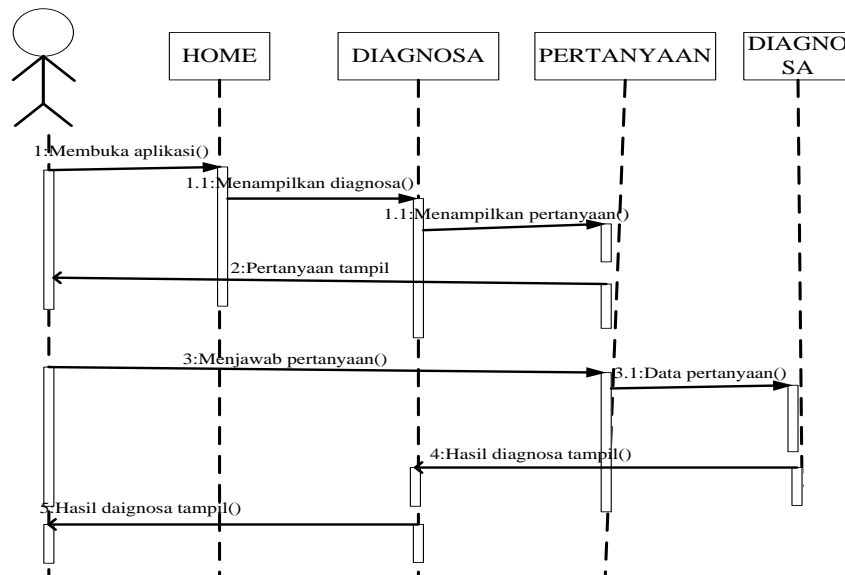 HOME
DIAGNOSA
PERTANYAAN
DIAGNO
SA
1:Membuka aplikasi()
1.1:Menampilkan diagnosa()
1.1:Menampilkan pertanyaan()
2:Pertanyaan tampil
3:Menjawab pertanyaan()
3.1:Data pertanyaan()
4:Hasil diagnosa tampil()
5:Hasil daignosa tampil()